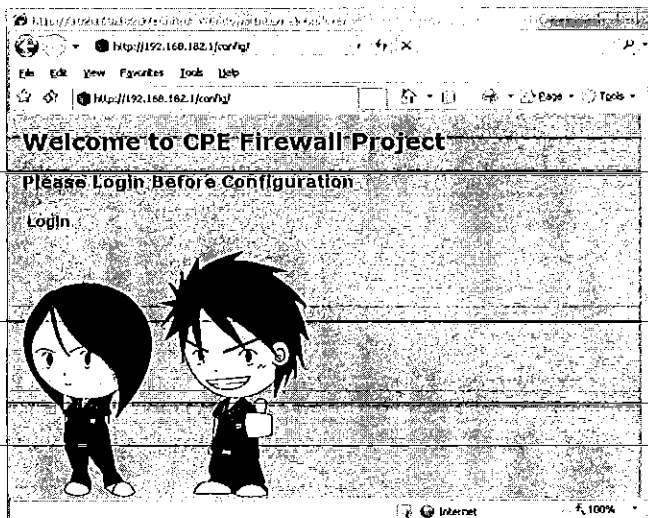 http://192.168.182.1/config/
File Edit View Favorites Tools Help
http://192.168.182.1/config/
Page Tools
Welcome to CPE Firewall Project
Please Login Before Configuration
Login
Internet 100%